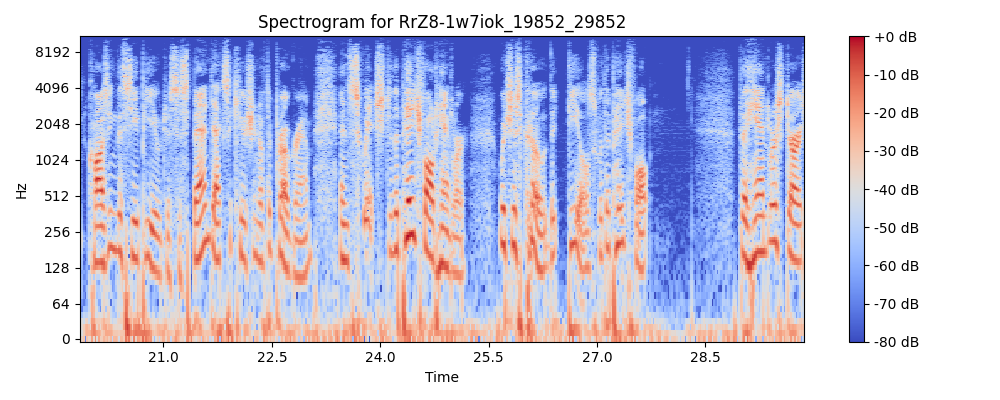 Spectrogram for RrZ8-1w7iok_19852_29852
Hz
8192
4096
2048
1024
512
256
128
64
0
21.0 22.5 24.0 25.5 27.0 28.5
Time
+0 dB
-10 dB
-20 dB
-30 dB
-40 dB
-50 dB
-60 dB
-70 dB
-80 dB